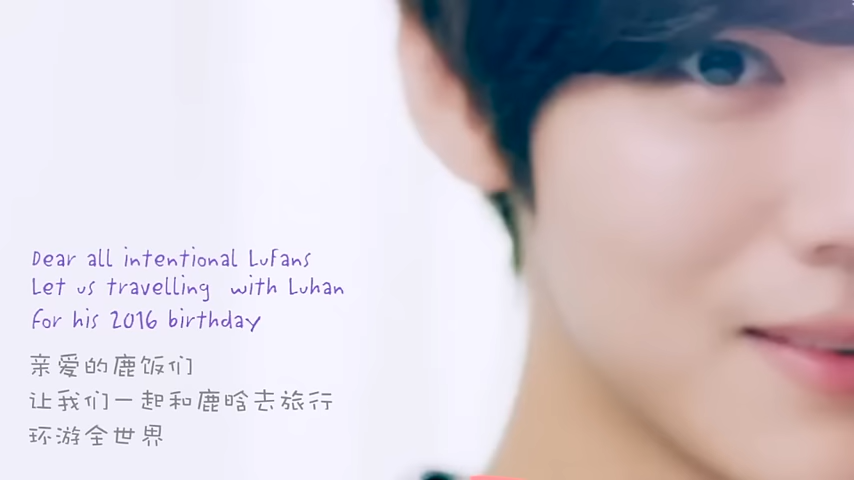 Dear all intentional LuFans
Let us travelling with Luhan
for his 2016 birthday
亲爱的鹿饭们
让我们一起和鹿晗去旅行
环游全世界